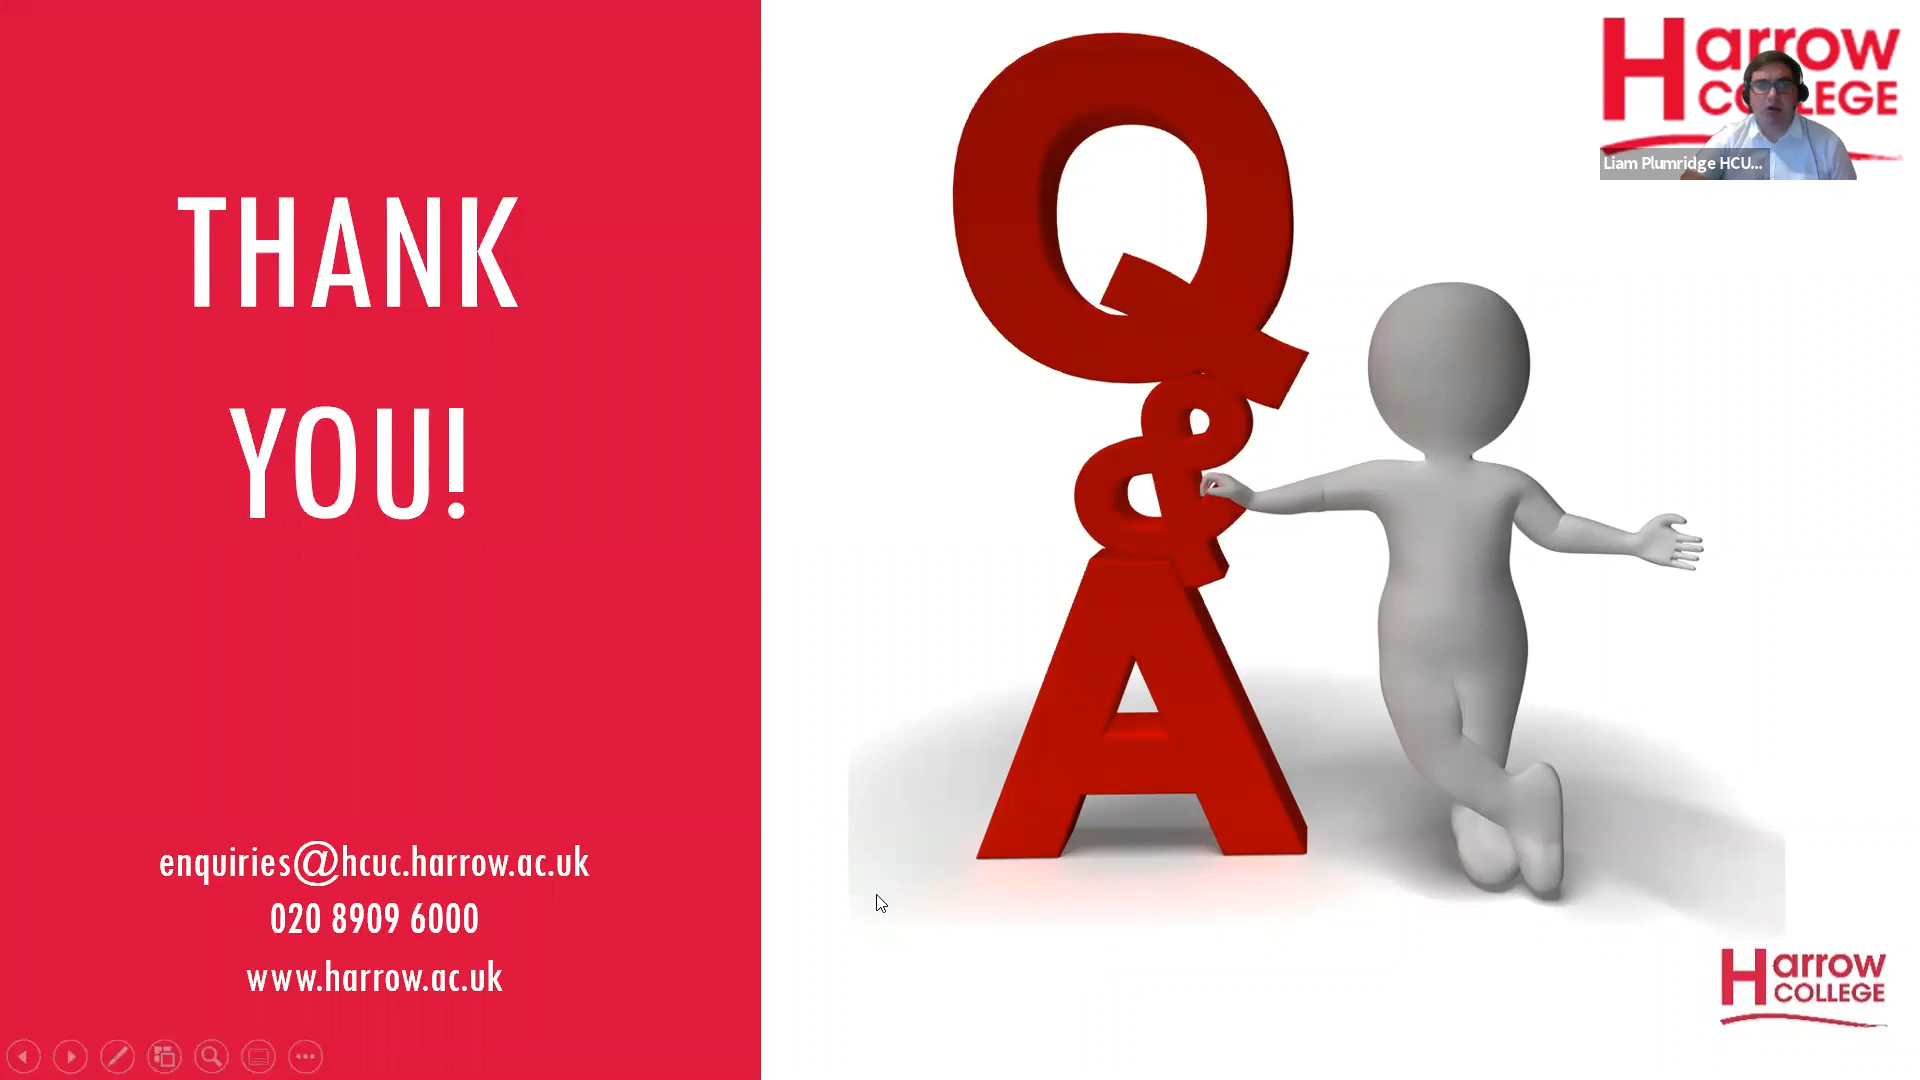 THANK
YOU!
enquiries@hcuc.harrow.ac.uk
020 8909 6000
www.harrow.ac.uk
Q
&
A
Harrow
COLLEGE
Liam Plumridge HCU...
Harrow
COLLEGE